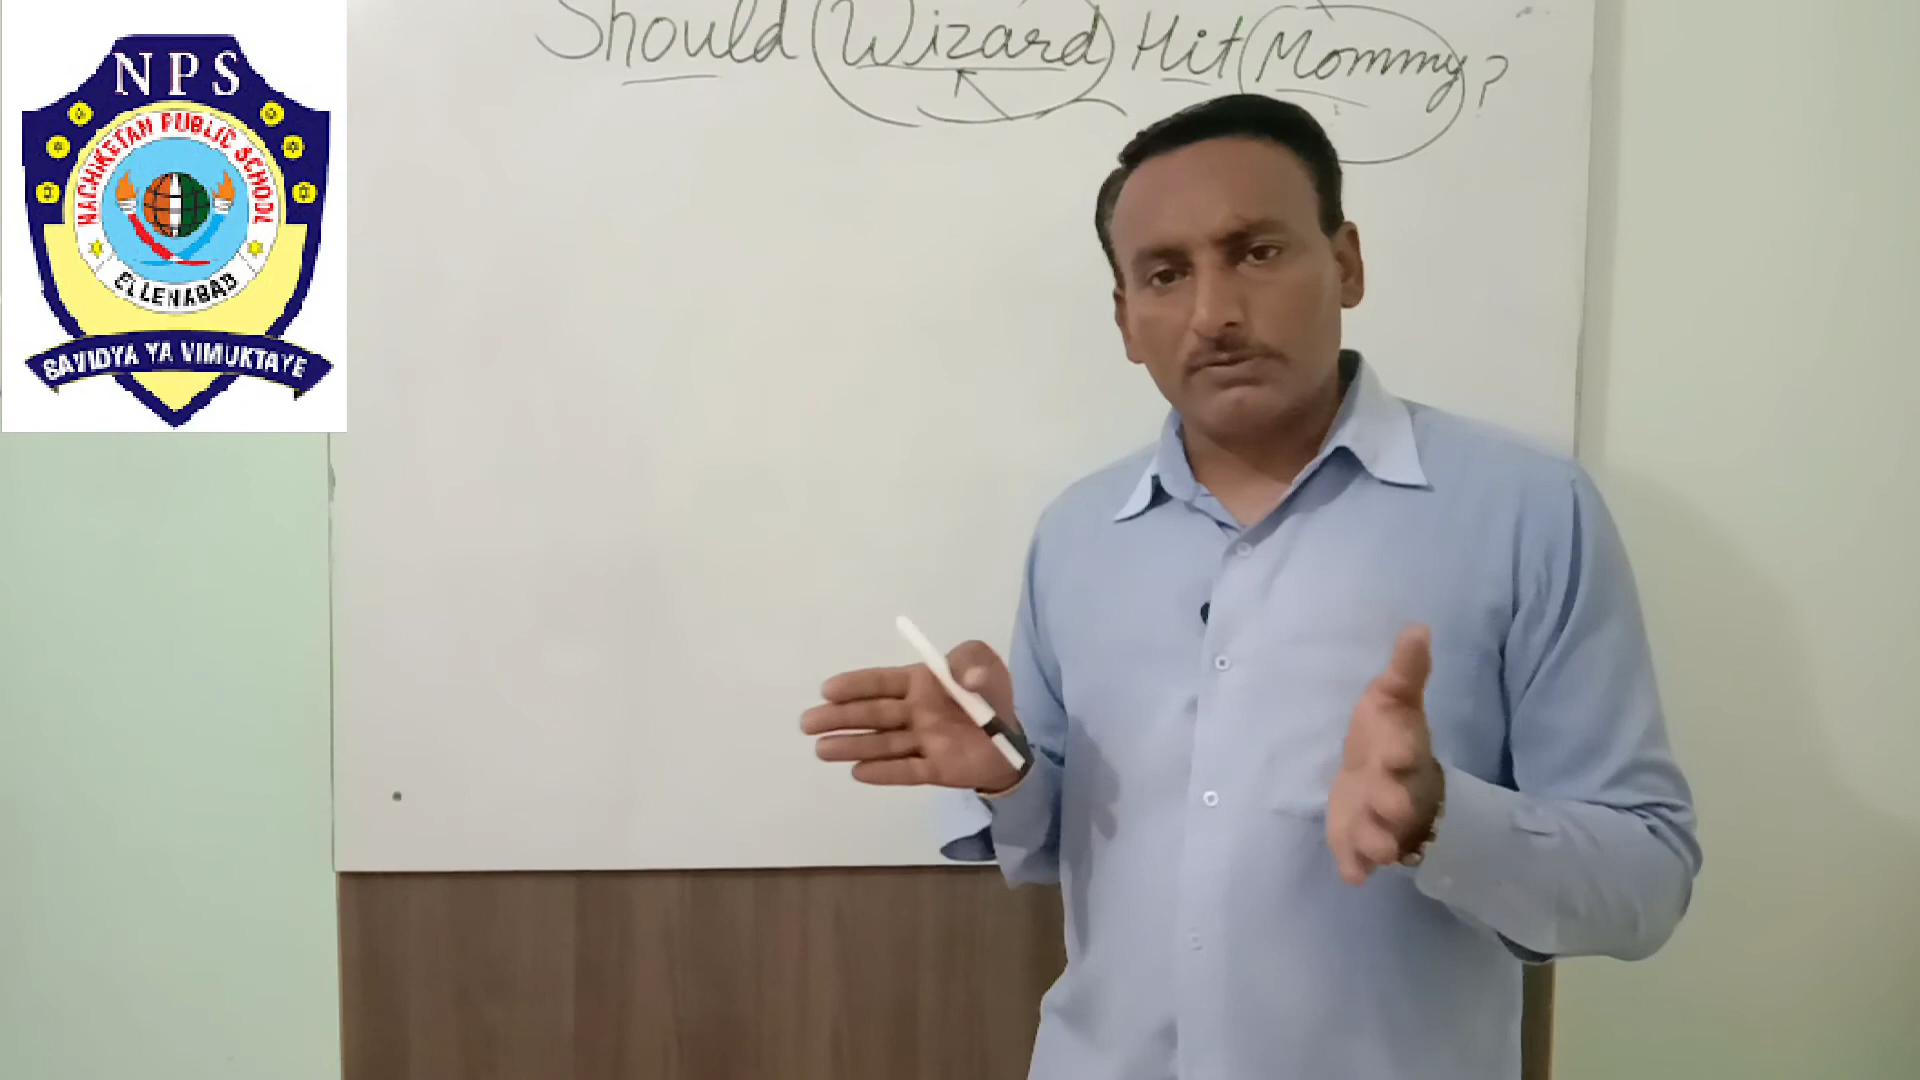 Should Wizard Hit Mommy?
NPS
NACHIKETAN PUBLIC SCHOOL
ELLENABAD
SAVIDYA YA VIMUKTAYE